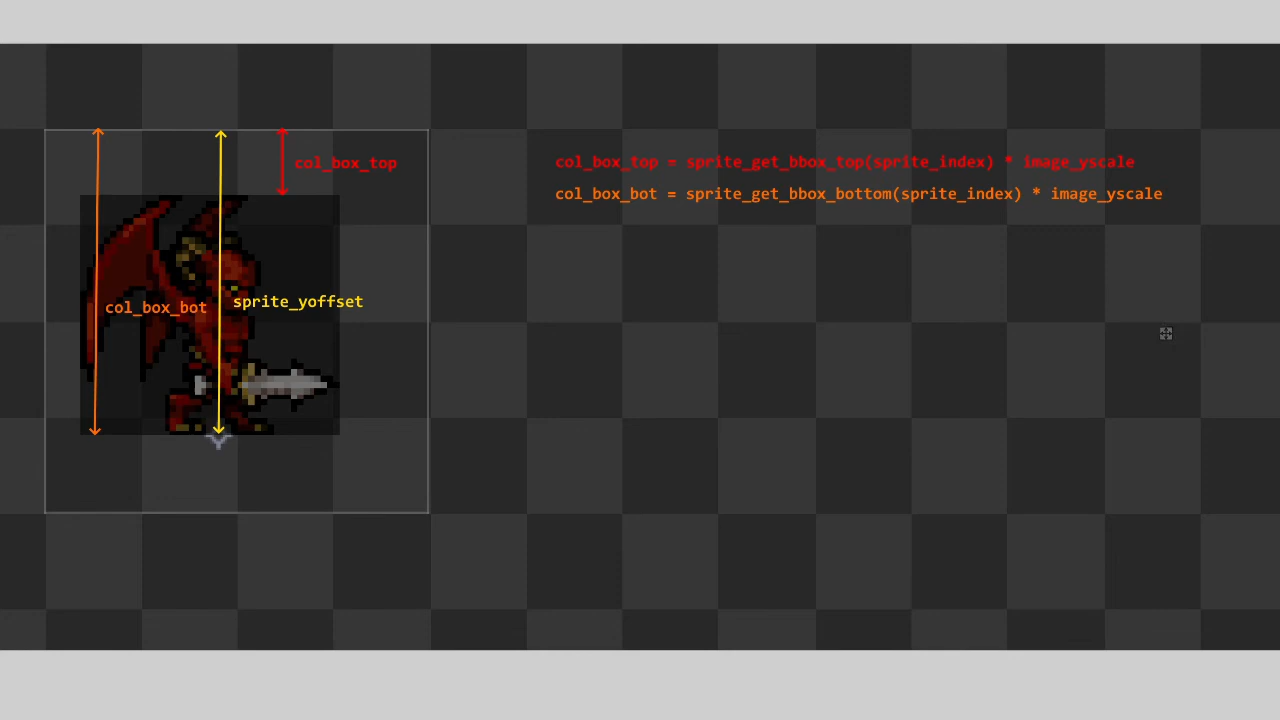 col_box_top
col_box_top = sprite_get_bbox_top(sprite_index) * image_yscale
col_box_bot = sprite_get_bbox_bottom(sprite_index) * image_yscale
col_box_bot
sprite_yoffset